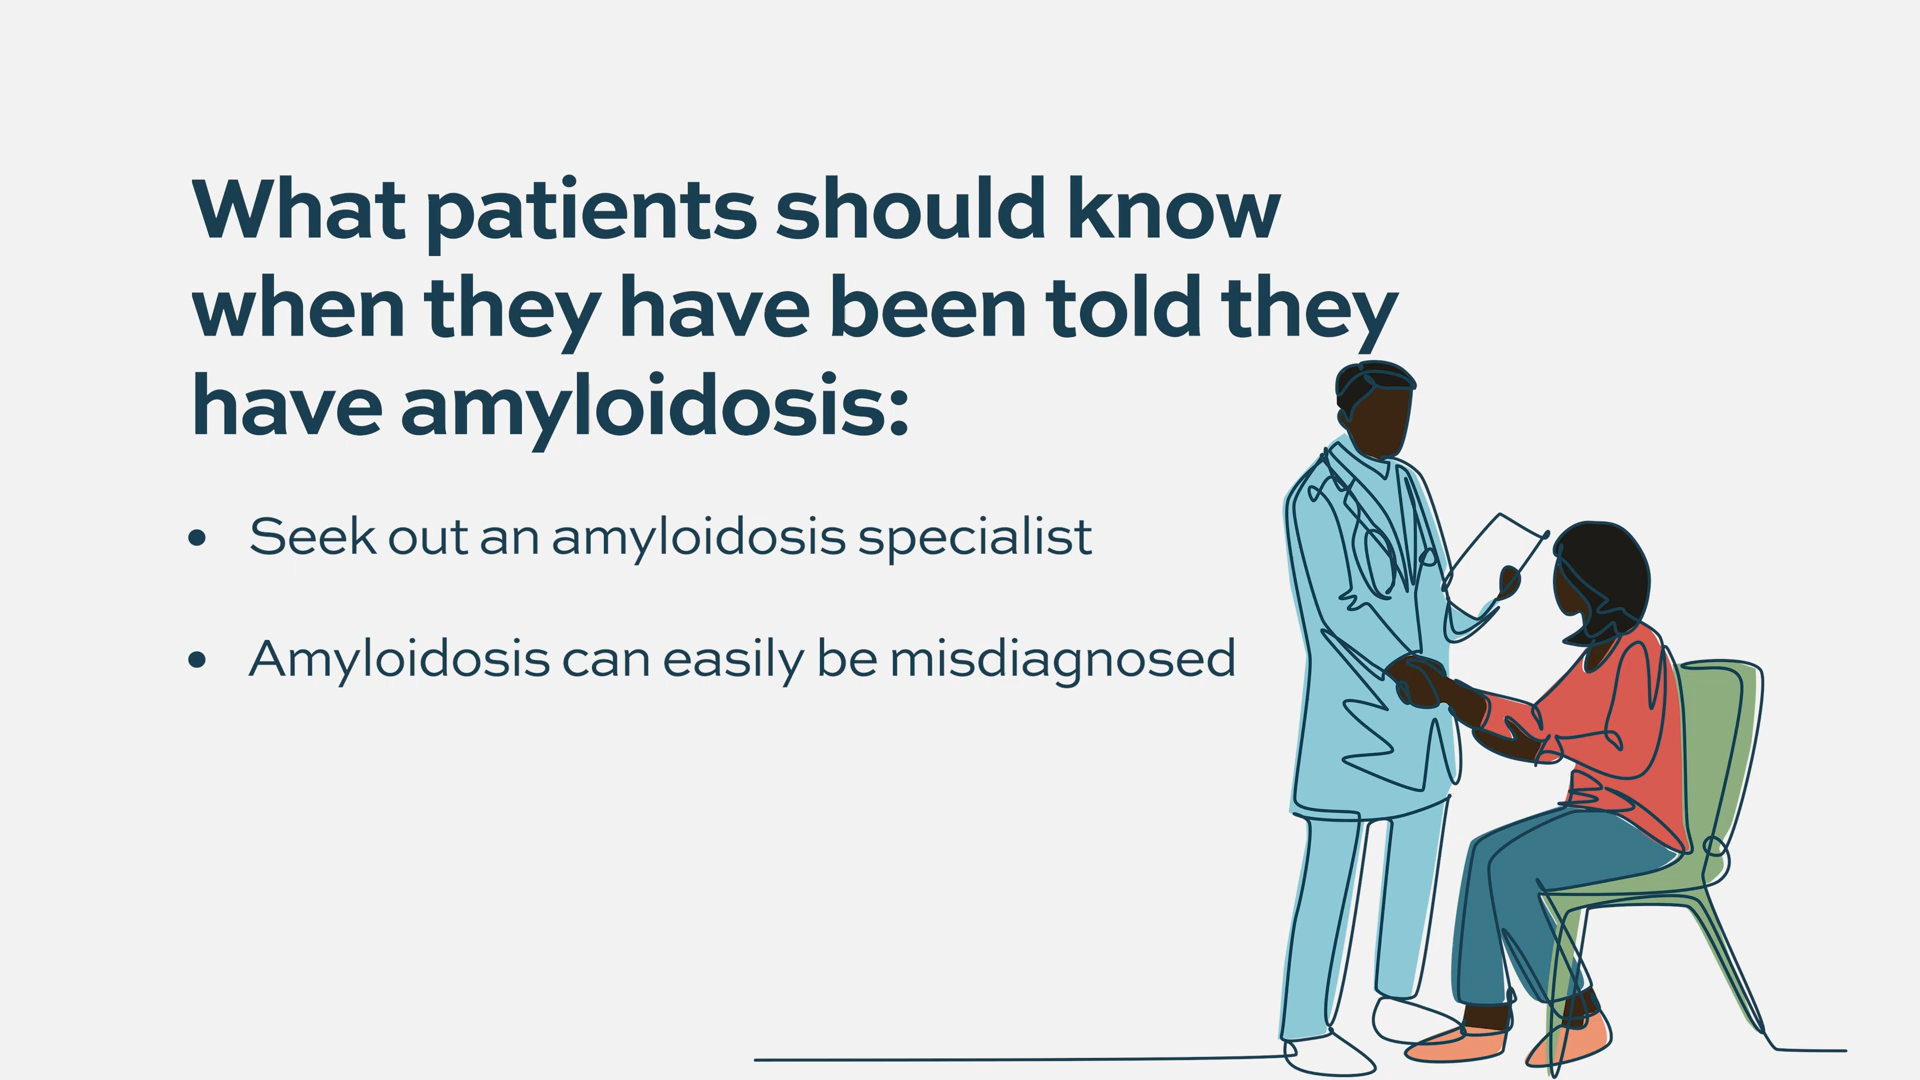 What patients should know
when they have been told they
have amyloidosis:
• Seek out an amyloidosis specialist
• Amyloidosis can easily be misdiagnosed